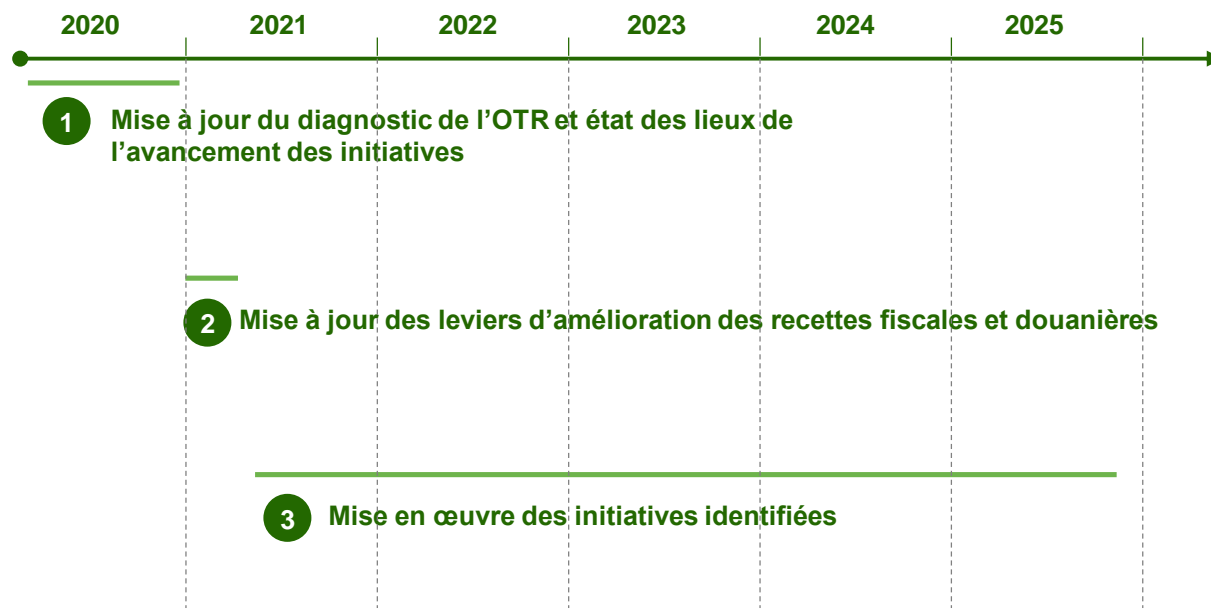 2020 2021 2022 2023 2024 2025
1 Mise à jour du diagnostic de l’OTR et état des lieux de
l’avancement des initiatives
2 Mise à jour des leviers d’amélioration des recettes fiscales et douanières
3 Mise en œuvre des initiatives identifiées